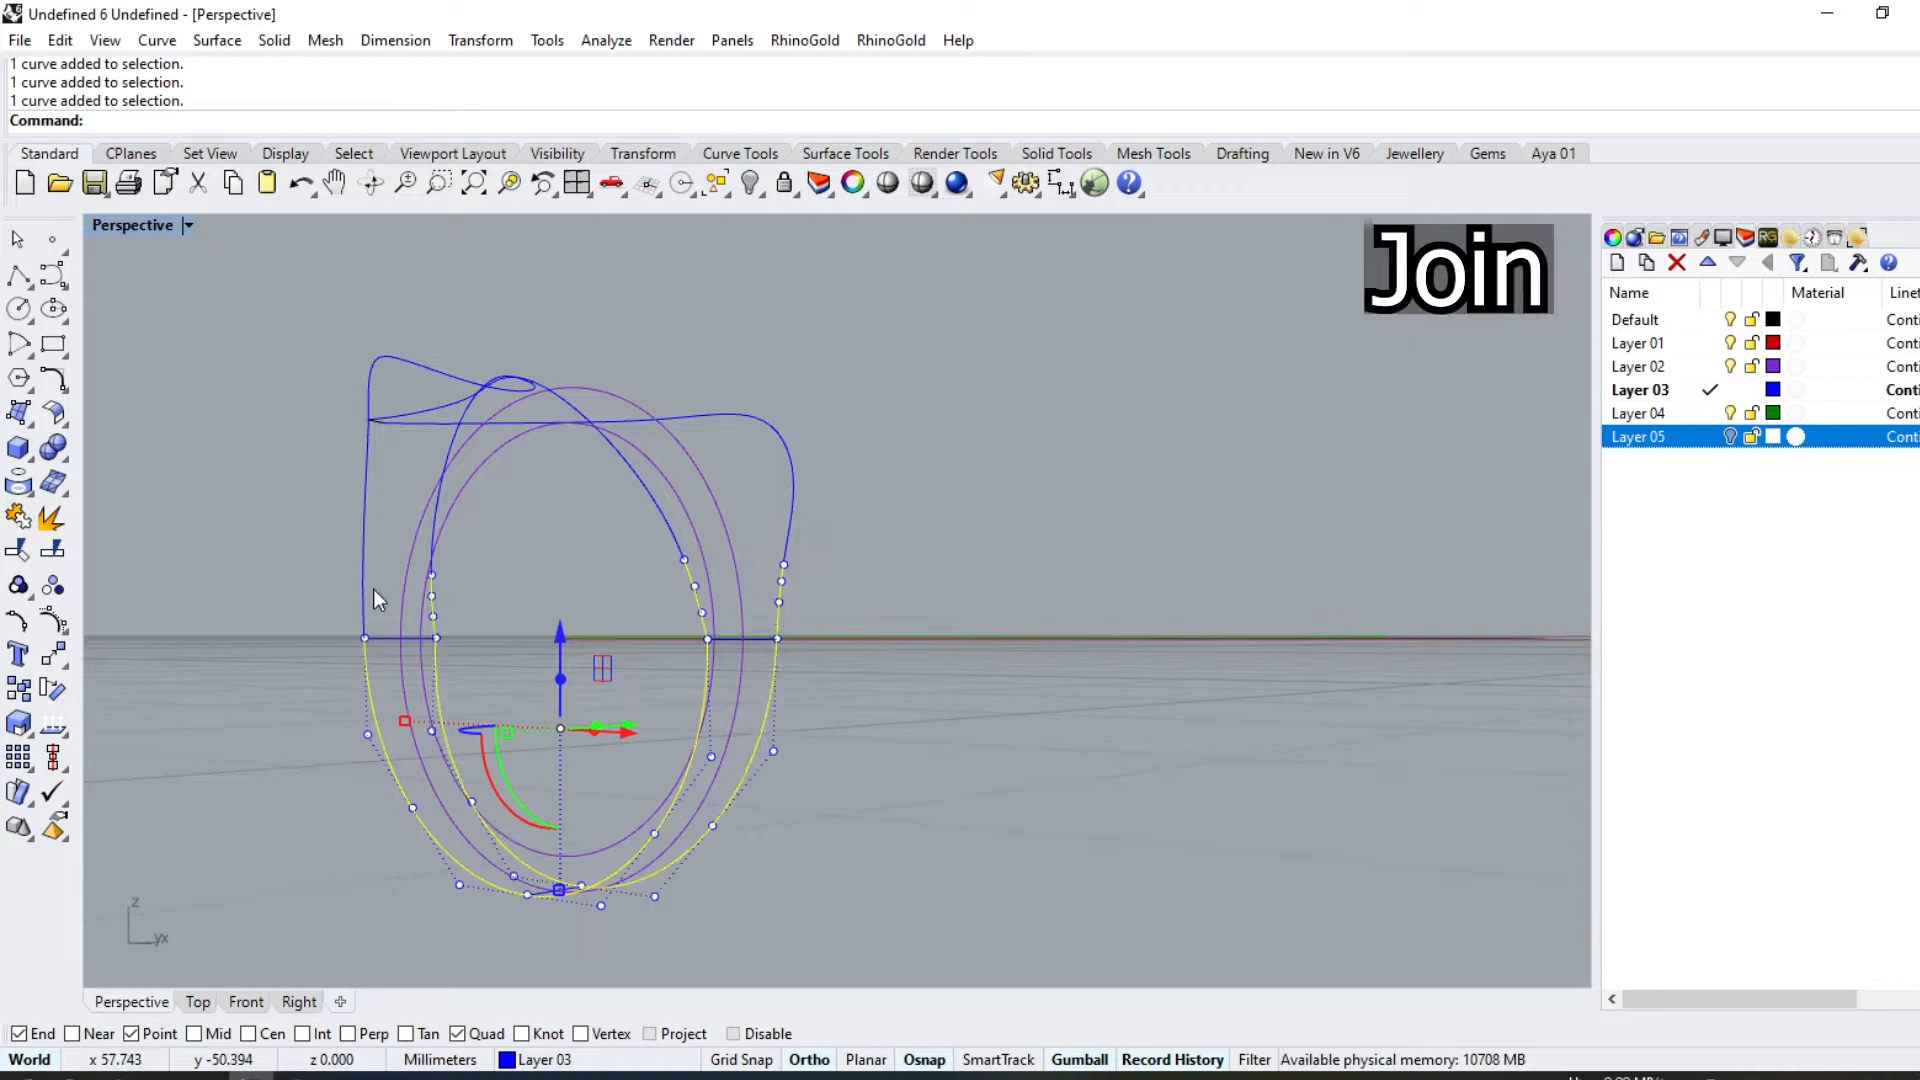 Undefined 6 Undefined - [Perspective]
File Edit View Curve Surface Solid Mesh Dimension Transform Tools Analyze Render Panels RhinoGold RhinoGold Help
1 curve added to selection.
1 curve added to selection.
1 curve added to selection.
Command:
Standard CPlanes Set View Display Select Viewport Layout Visibility Transform Curve Tools Surface Tools Render Tools Solid Tools Mesh Tools Drafting New in V6 Jewellery Gems Aya 01
Perspective
Join
Name Material Linet
Default Conti
Layer 01 Conti
Layer 02 Conti
Layer 03 Conti
Layer 04 Conti
Layer 05 Conti
z
yx
Perspective Top Front Right
End Near Point Mid Cen Int Perp Tan Quad Knot Vertex Project Disable
World x 57.743 y -50.394 z 0.000 Millimeters Layer 03 Grid Snap Ortho Planar Osnap SmartTrack Gumball Record History Filter Available physical memory: 10708 MB